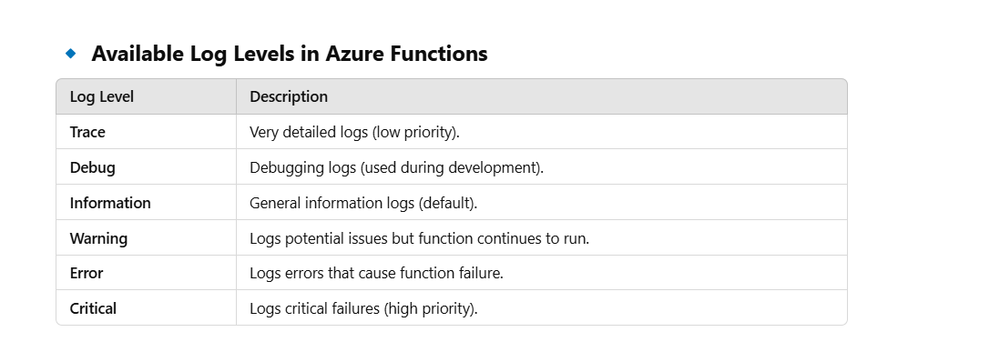 Available Log Levels in Azure Functions
Log Level Description
Trace Very detailed logs (low priority).
Debug Debugging logs (used during development).
Information General information logs (default).
Warning Logs potential issues but function continues to run.
Error Logs errors that cause function failure.
Critical Logs critical failures (high priority).